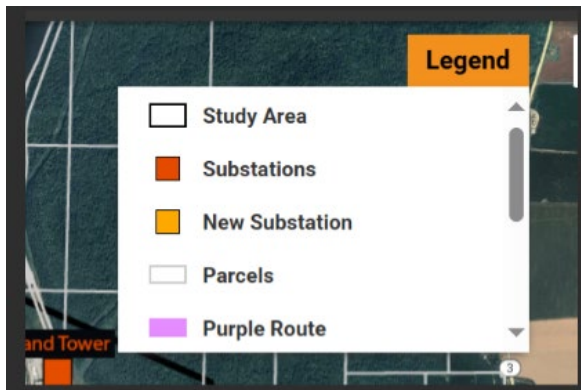 Legend
Study Area
Substations
New Substation
Parcels
Purple Route
and Tower
3